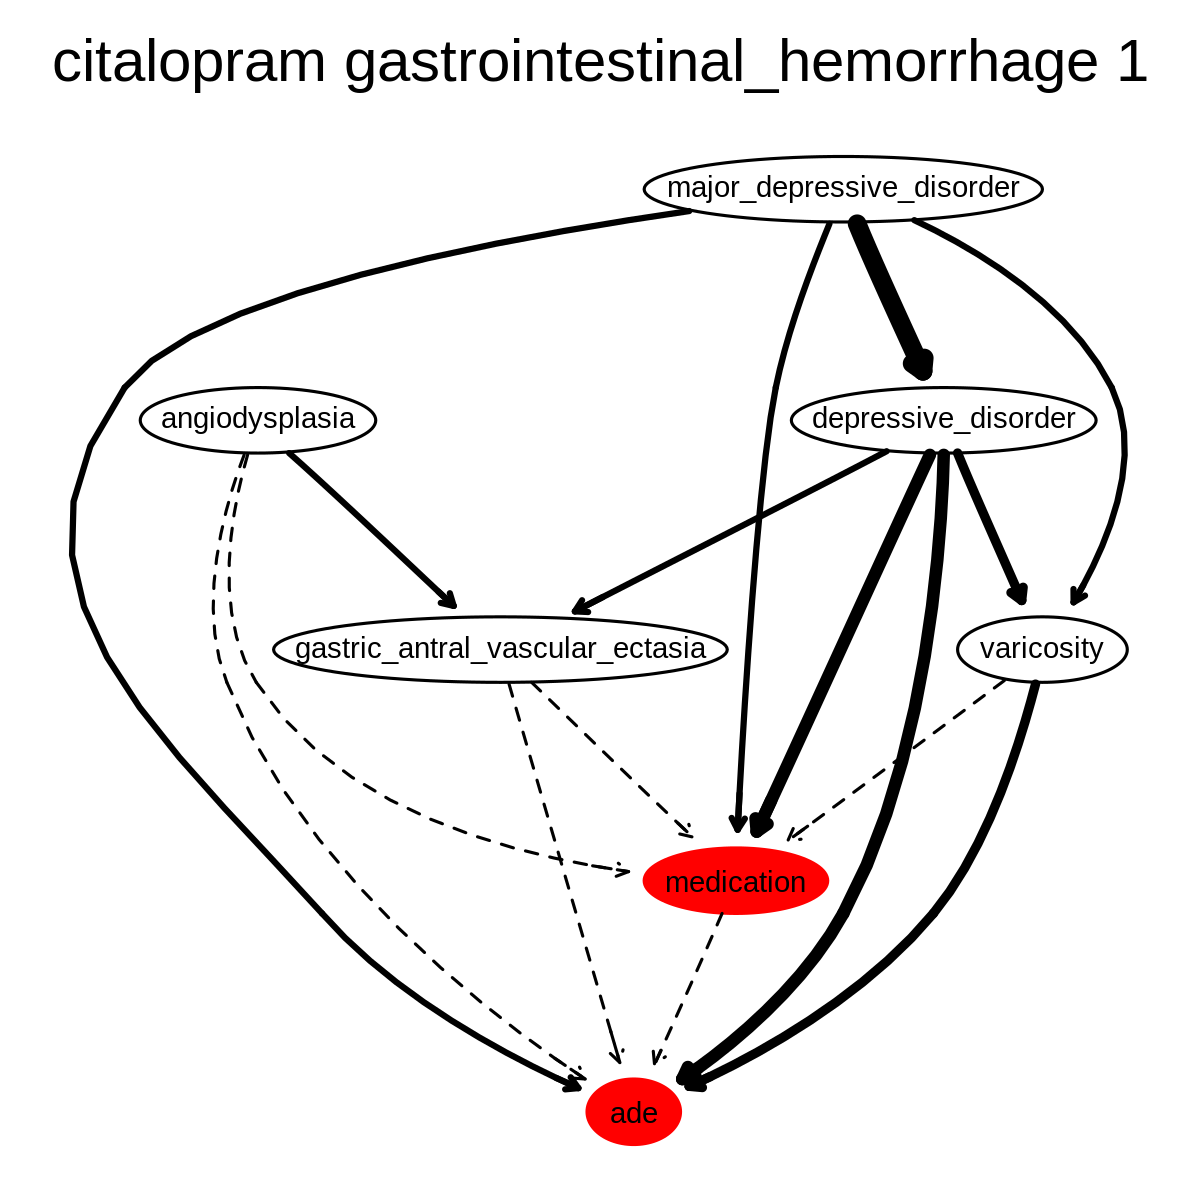 citalopram gastrointestinal_hemorrhage 1
major_depressive_disorder
angiodysplasia
depressive_disorder
gastric_antral_vascular_ectasia
varicosity
medication
ade